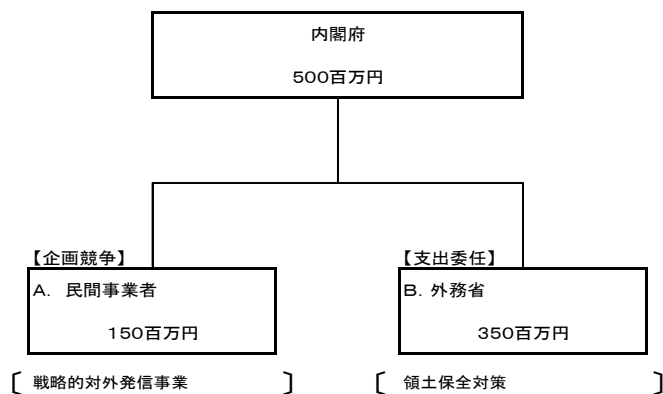 内閣府
500百万円
【企画競争】
【支出委任】
A. 民間事業者
B. 外務省
150百万円
350百万円
〔 戦略的対外発信事業 〕
〔 領土保全対策 〕